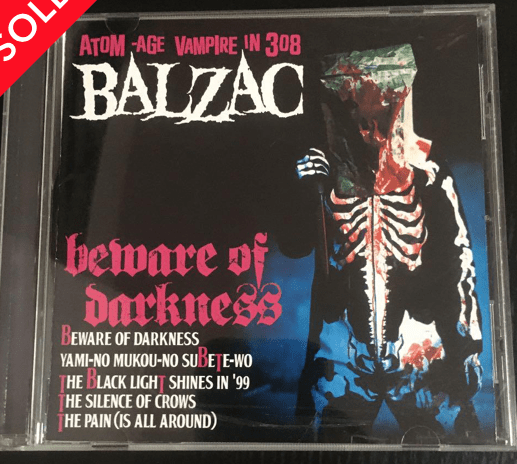 SOLD
ATOM-AGE VAMPIRE IN 308
BALZAC
beware of
darkness
BEWARE OF DARKNESS
YAMI-NO MUKOU-NO SUBETE-WO
THE BLACK LIGHT SHINES IN '99
THE SILENCE OF CROWS
THE PAIN (IS ALL AROUND)